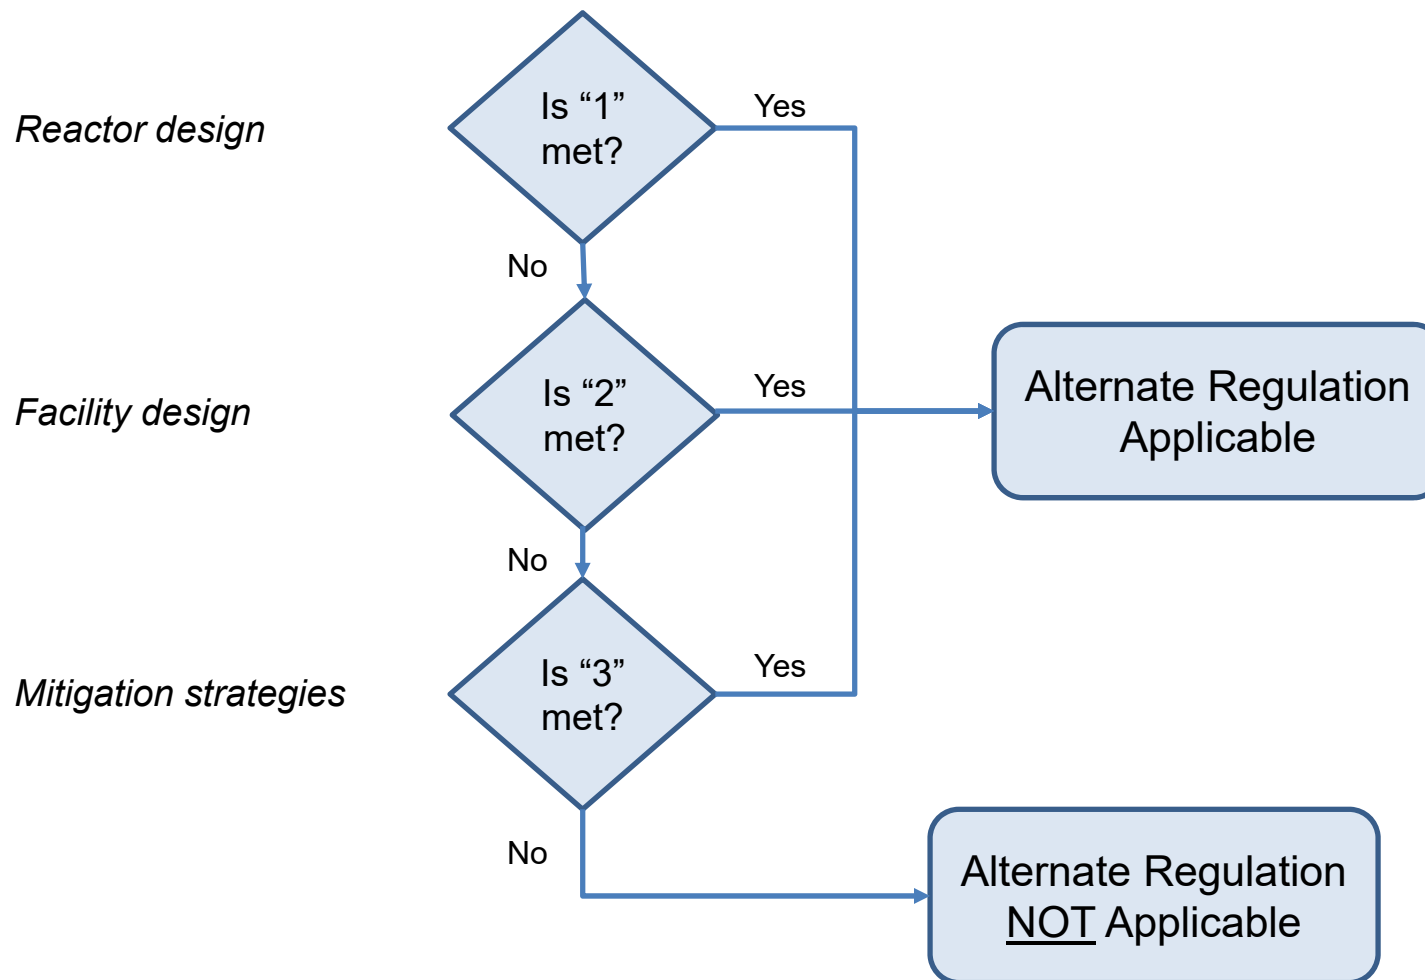 Reactor design
Is “1”
met?
Yes
No
Facility design
Is “2”
met?
Yes
Alternate Regulation
Applicable
No
Mitigation strategies
Is “3”
met?
Yes
No
Alternate Regulation
NOT Applicable